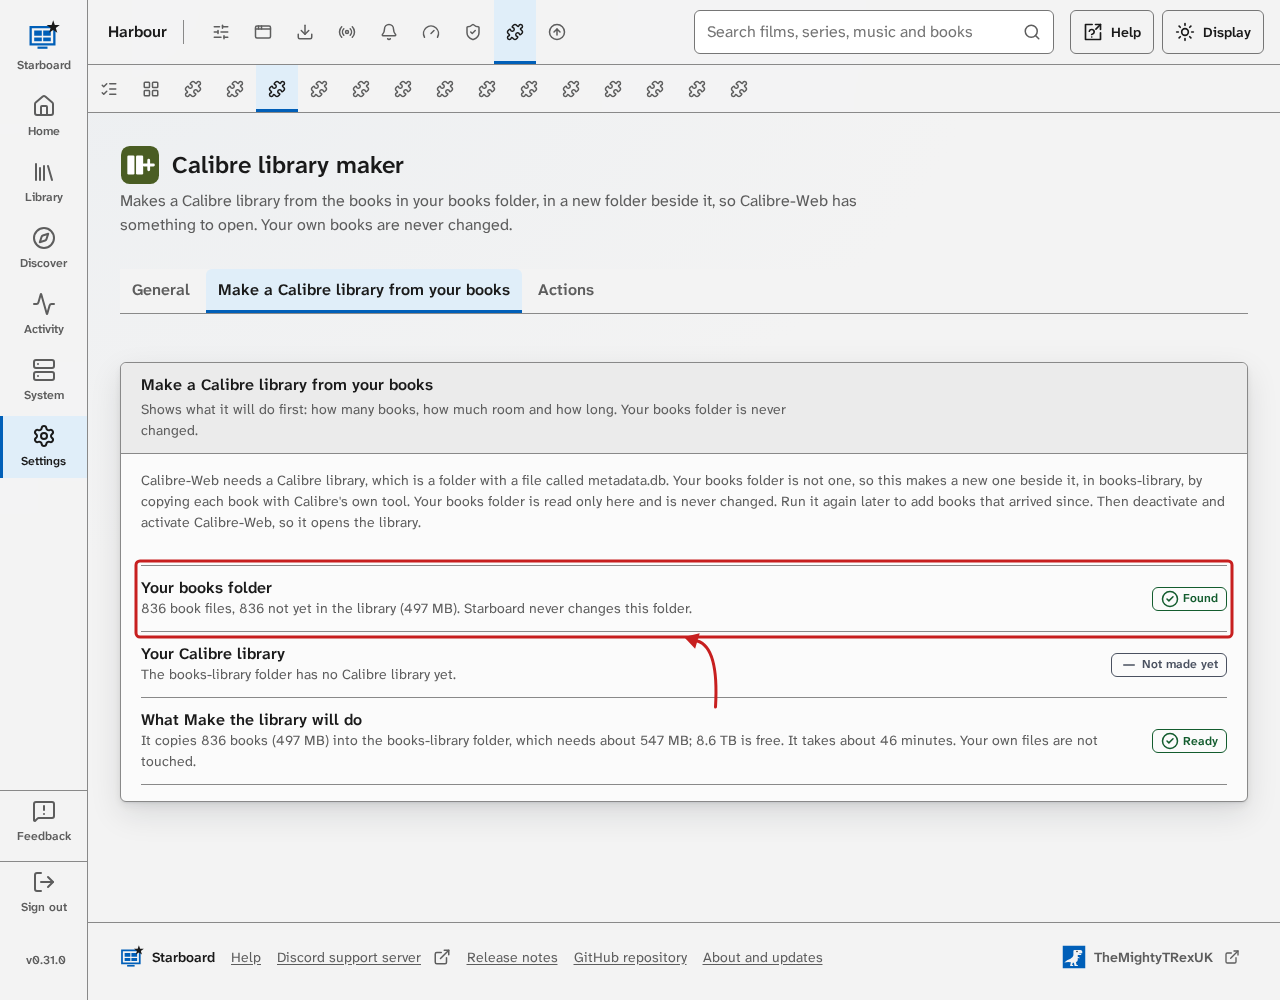 Starboard
Home
Library
Discover
Activity
System
Settings
Feedback
Sign out
v0.31.0
Harbour
Search films, series, music and books
Help
Display
Calibre library maker
Makes a Calibre library from the books in your books folder, in a new folder beside it, so Calibre-Web has
something to open. Your own books are never changed.
General
Make a Calibre library from your books
Actions
Make a Calibre library from your books
Shows what it will do first: how many books, how much room and how long. Your books folder is never
changed.
Calibre-Web needs a Calibre library, which is a folder with a file called metadata.db. Your books folder is not one, so this makes a new one beside it, in books-library, by
copying each book with Calibre's own tool. Your books folder is read only here and is never changed. Run it again later to add books that arrived since. Then deactivate and
activate Calibre-Web, so it opens the library.
Your books folder
836 book files, 836 not yet in the library (497 MB). Starboard never changes this folder.
Found
Your Calibre library
The books-library folder has no Calibre library yet.
Not made yet
What Make the library will do
It copies 836 books (497 MB) into the books-library folder, which needs about 547 MB; 8.6 TB is free. It takes about 46 minutes. Your own files are not
touched.
Ready
Starboard
Help
Discord support server
Release notes
GitHub repository
About and updates
TheMightyTRexUK